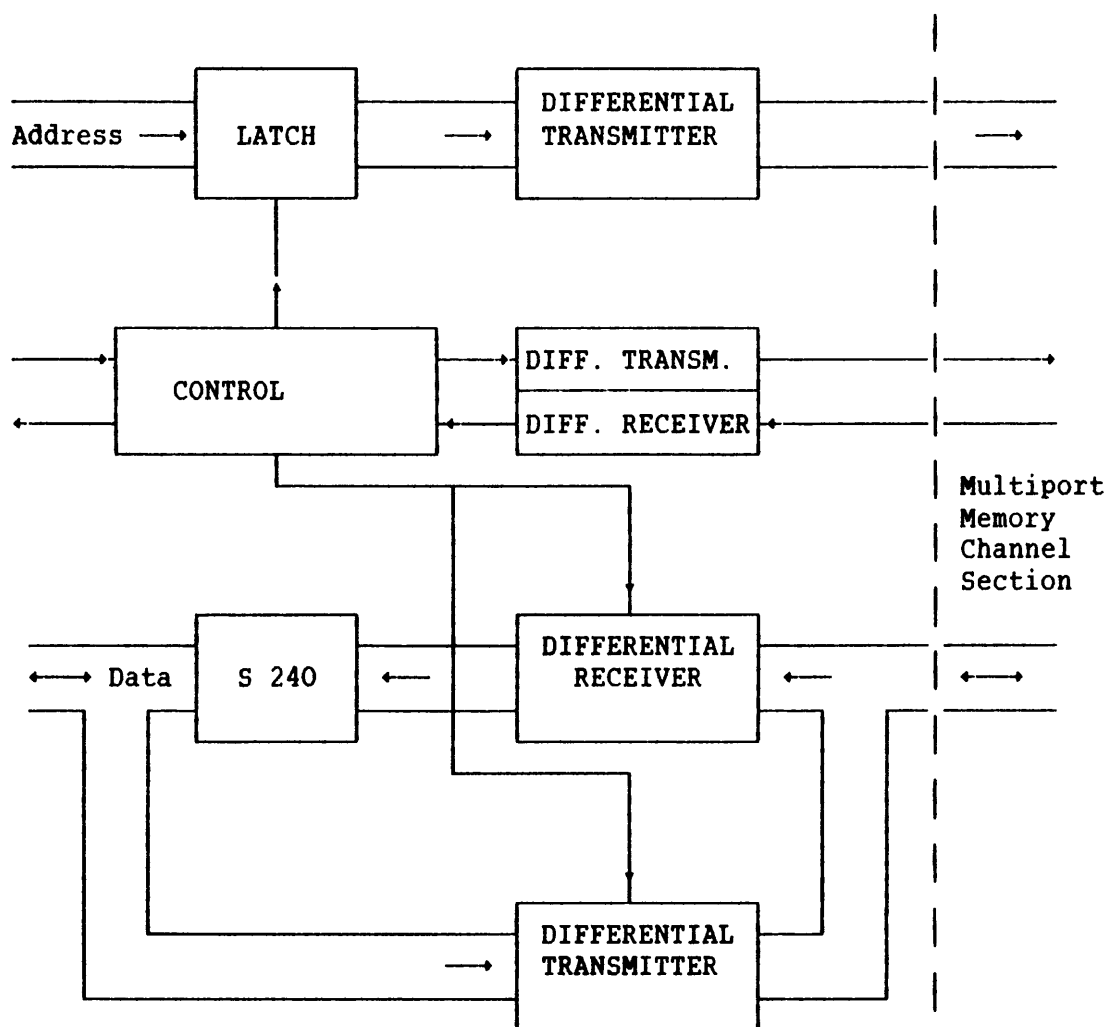 DIFFERENTIAL
TRANSMITTER
Address
LATCH
DIFF. TRANSM.
CONTROL
DIFF. RECEIVER
Multiport
Memory
Channel
Section
DIFFERENTIAL
RECEIVER
Data
S 240
DIFFERENTIAL
TRANSMITTER